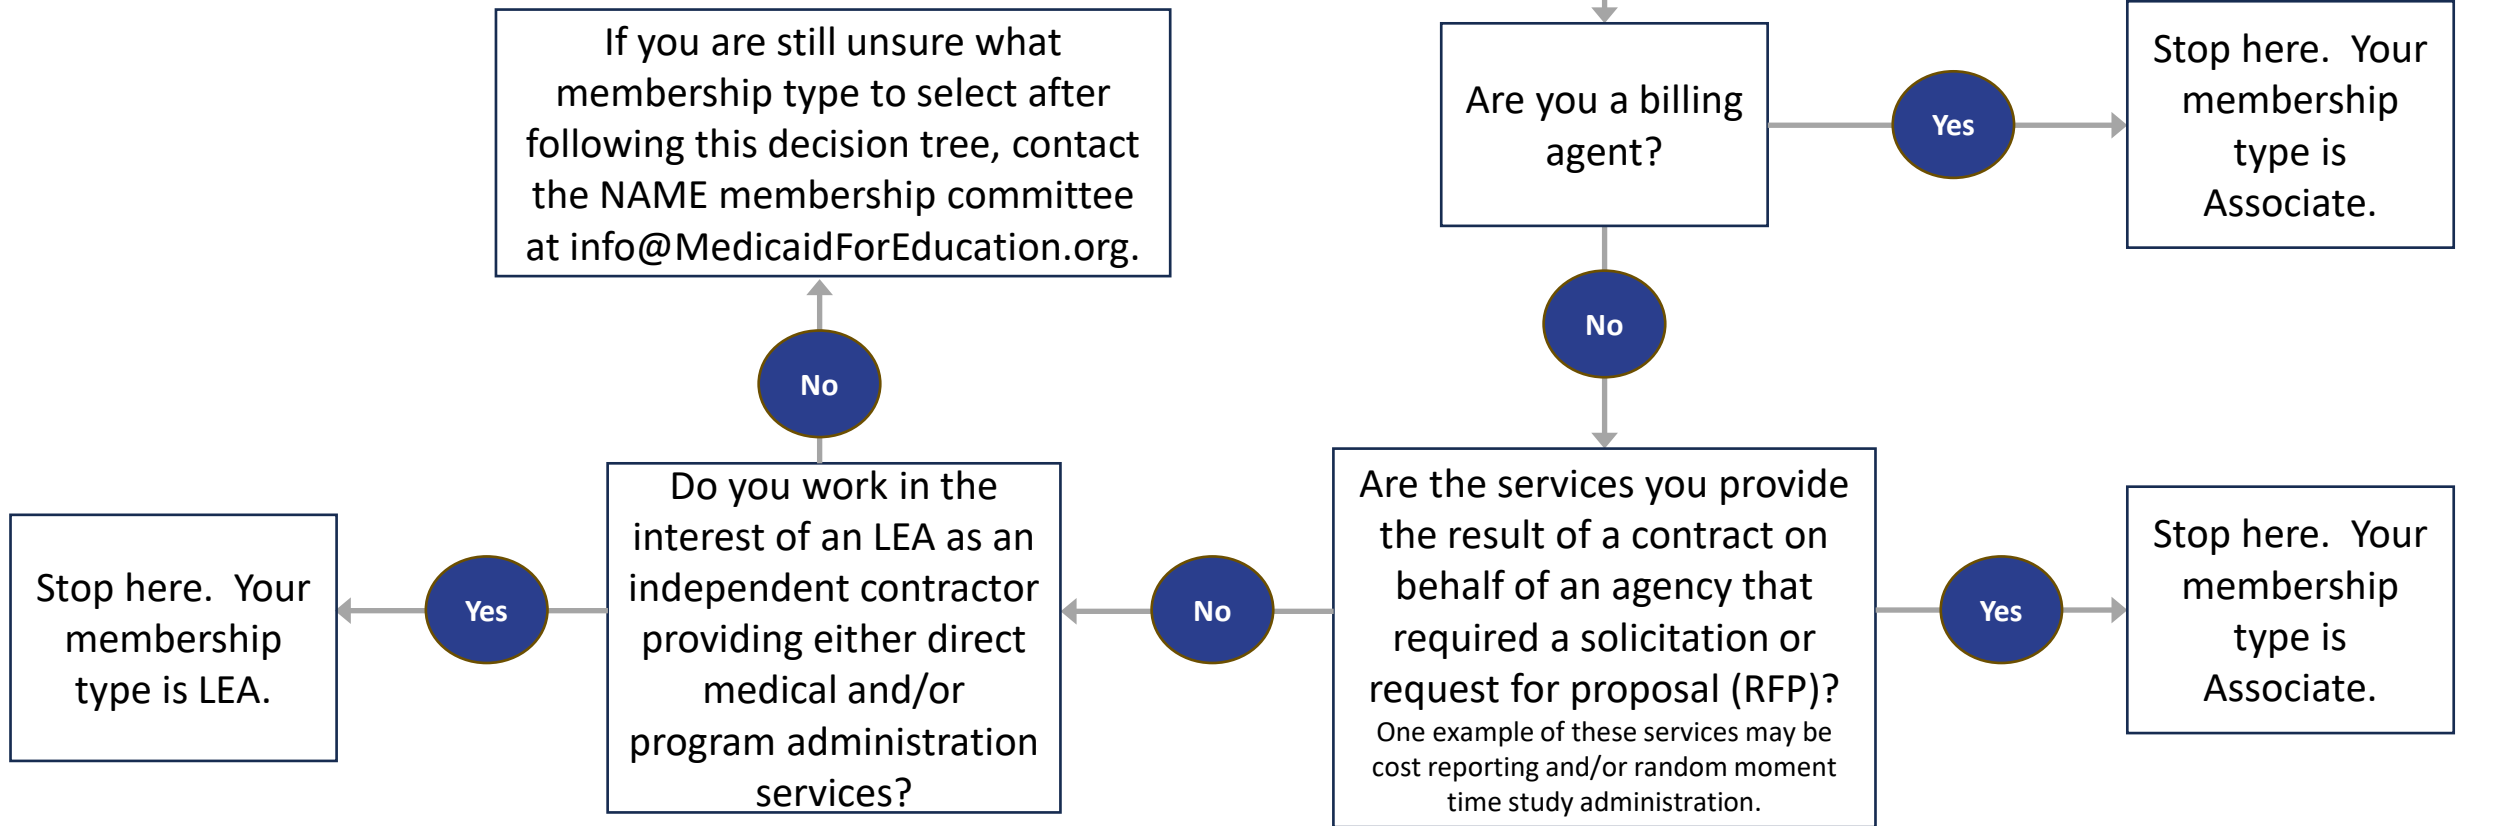 Are you a billing
agent?
Yes
Stop here.  Your
membership
type is
Associate.
No
Are the services you provide
the result of a contract on
behalf of an agency that
required a solicitation or
request for proposal (RFP)?
One example of these services may be
cost reporting and/or random moment
time study administration.
Yes
Stop here.  Your
membership
type is
Associate.
No
Do you work in the
interest of an LEA as an
independent contractor
providing either direct
medical and/or
program administration
services?
Yes
Stop here.  Your
membership
type is LEA.
No
If you are still unsure what
membership type to select after
following this decision tree, contact
the NAME membership committee
at info@MedicaidForEducation.org.